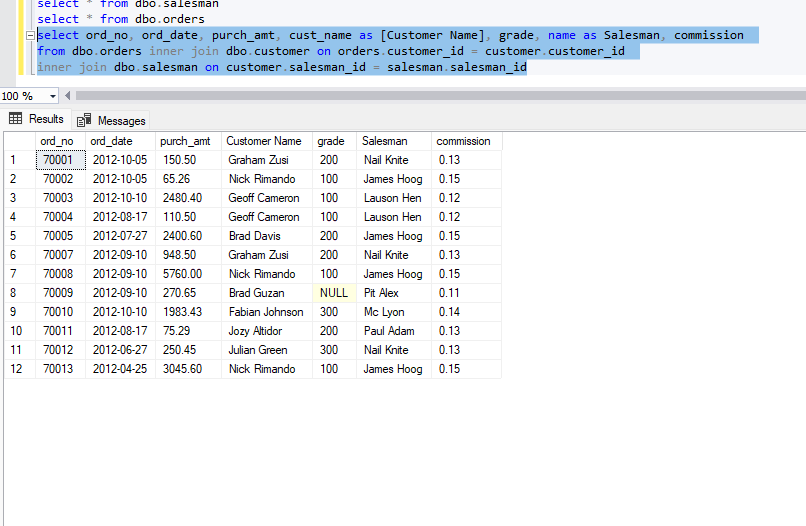 select * from dbo.salesman
select * from dbo.orders
select ord_no, ord_date, purch_amt, cust_name as [Customer Name], grade, name as Salesman, commission
from dbo.orders inner join dbo.customer on orders.customer_id = customer.customer_id
inner join dbo.salesman on customer.salesman_id = salesman.salesman_id
100 %
Results Messages
ord_no ord_date purch_amt Customer Name grade Salesman commission
1 70001 2012-10-05 150.50 Graham Zusi 200 Nail Knite 0.13
2 70002 2012-10-05 65.26 Nick Rimando 100 James Hoog 0.15
3 70003 2012-10-10 2480.40 Geoff Cameron 100 Lauson Hen 0.12
4 70004 2012-08-17 110.50 Geoff Cameron 100 Lauson Hen 0.12
5 70005 2012-07-27 2400.60 Brad Davis 200 James Hoog 0.15
6 70007 2012-09-10 948.50 Graham Zusi 200 Nail Knite 0.13
7 70008 2012-09-10 5760.00 Nick Rimando 100 James Hoog 0.15
8 70009 2012-09-10 270.65 Brad Guzan NULL Pit Alex 0.11
9 70010 2012-10-10 1983.43 Fabian Johnson 300 Mc Lyon 0.14
10 70011 2012-08-17 75.29 Jozy Altidor 200 Paul Adam 0.13
11 70012 2012-06-27 250.45 Julian Green 300 Nail Knite 0.13
12 70013 2012-04-25 3045.60 Nick Rimando 100 James Hoog 0.15